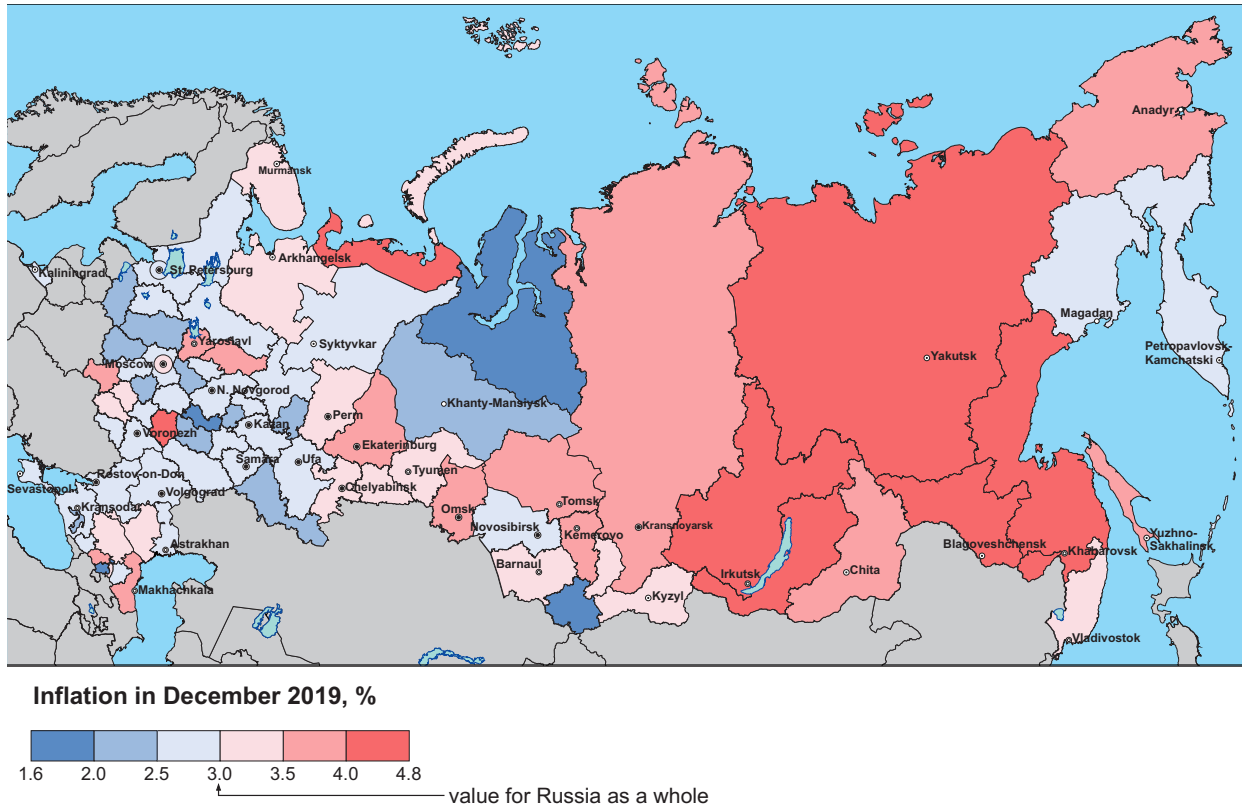 Anadyr
Murmansk
Arkhangelsk
St. Petersburg
Kaliningrad
Magadan
Yaroslavl
Syktyvkar
Petropavlovsk-
Kamchatski
Moscow
Yakutsk
N. Novgorod
Khanty-Mansiysk
Perm
Kazan
Voronezh
Ekaterinburg
Samara
Ufa
Tyumen
Rostov-on-Don
Sevastopol
Chelyabinsk
Volgograd
Tomsk
Kransodar
Omsk
Novosibirsk
Kransnoyarsk
Kemerovo
Yuzhno-
Sakhalinsk
Astrakhan
Blagoveshchensk
Khabarovsk
Barnaul
Irkutsk
Chita
Makhachkala
Kyzyl
Vladivostok
Inflation in December 2019, %
1.6 2.0 2.5 3.0 3.5 4.0 4.8
value for Russia as a whole